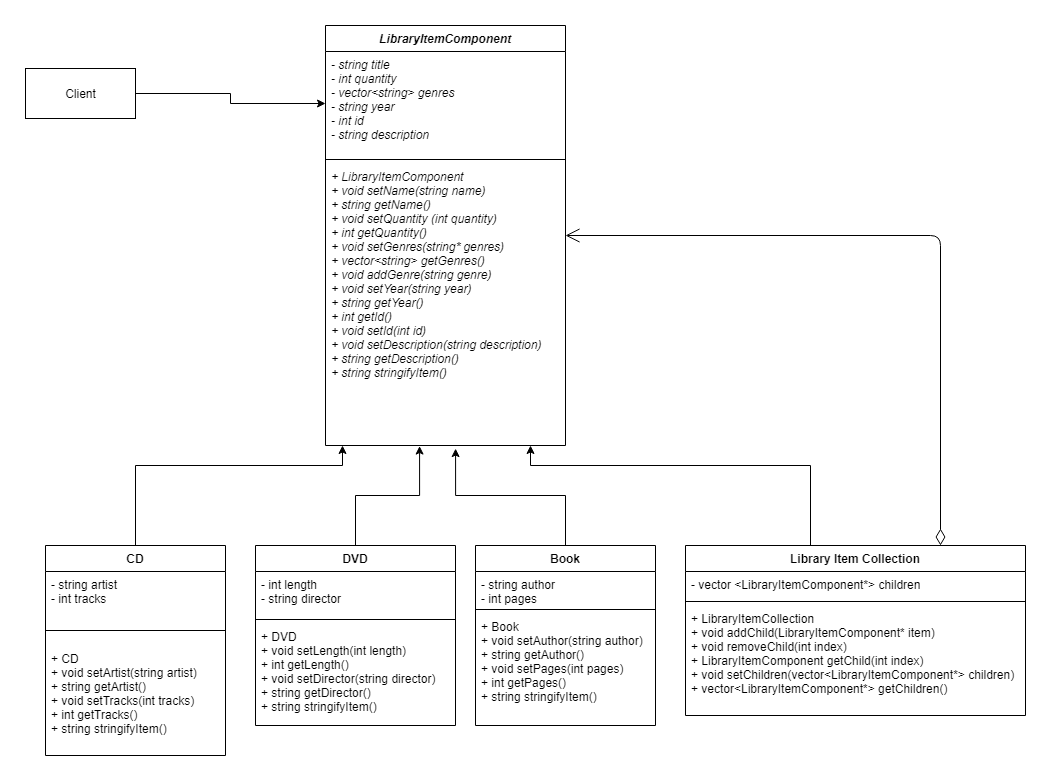 LibraryItemComponent
- string title
- int quantity
- vector<string> genres
- string year
- int id
- string description
Client
+ LibraryItemComponent
+ void setName(string name)
+ string getName()
+ void setQuantity (int quantity)
+ int getQuantity()
+ void setGenres(string* genres)
+ vector<string> getGenres()
+ void addGenre(string genre)
+ void setYear(string year)
+ string getYear()
+ int getId()
+ void setId(int id)
+ void setDescription(string description)
+ string getDescription()
+ string stringifyItem()
CD
- string artist
- int tracks
+ CD
+ void setArtist(string artist)
+ string getArtist()
+ void setTracks(int tracks)
+ int getTracks()
+ string stringifyItem()
DVD
- int length
- string director
+ DVD
+ void setLength(int length)
+ int getLength()
+ void setDirector(string director)
+ string getDirector()
+ string stringifyItem()
Book
- string author
- int pages
+ Book
+ void setAuthor(string author)
+ string getAuthor()
+ void setPages(int pages)
+ int getPages()
+ string stringifyItem()
Library Item Collection
- vector <LibraryItemComponent*> children
+ LibraryItemCollection
+ void addChild(LibraryItemComponent* item)
+ void removeChild(int index)
+ LibraryItemComponent getChild(int index)
+ void setChildren(vector<LibraryItemComponent*> children)
+ vector<LibraryItemComponent*> getChildren()